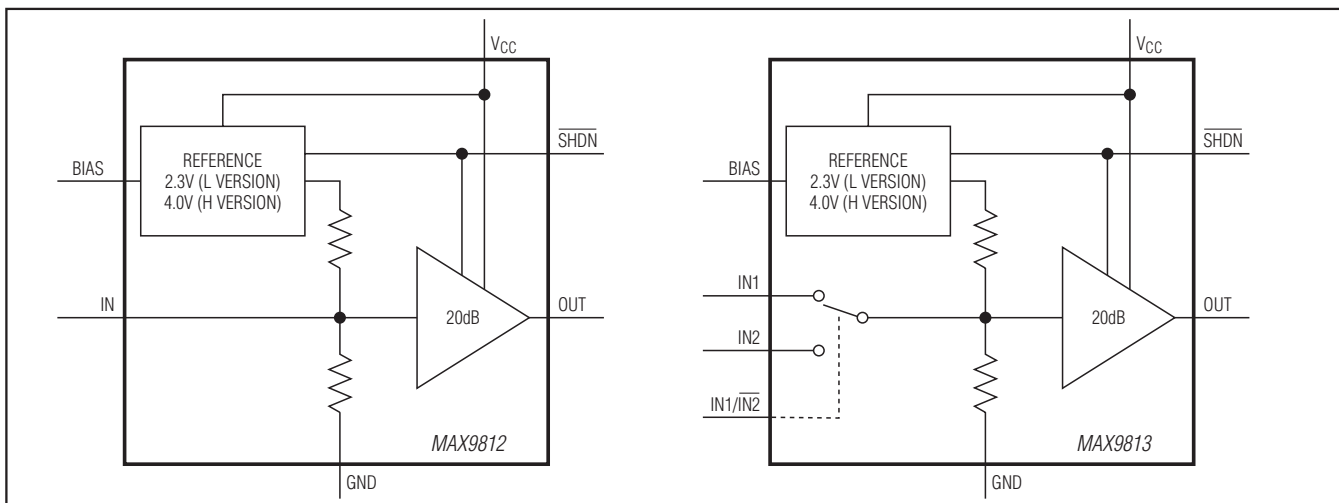 VCC
SHDN
REFERENCE
2.3V (L VERSION)
4.0V (H VERSION)
BIAS
IN
20dB
OUT
MAX9812
GND
VCC
SHDN
REFERENCE
2.3V (L VERSION)
4.0V (H VERSION)
BIAS
IN1
IN2
IN1/IN2
20dB
OUT
MAX9813
GND